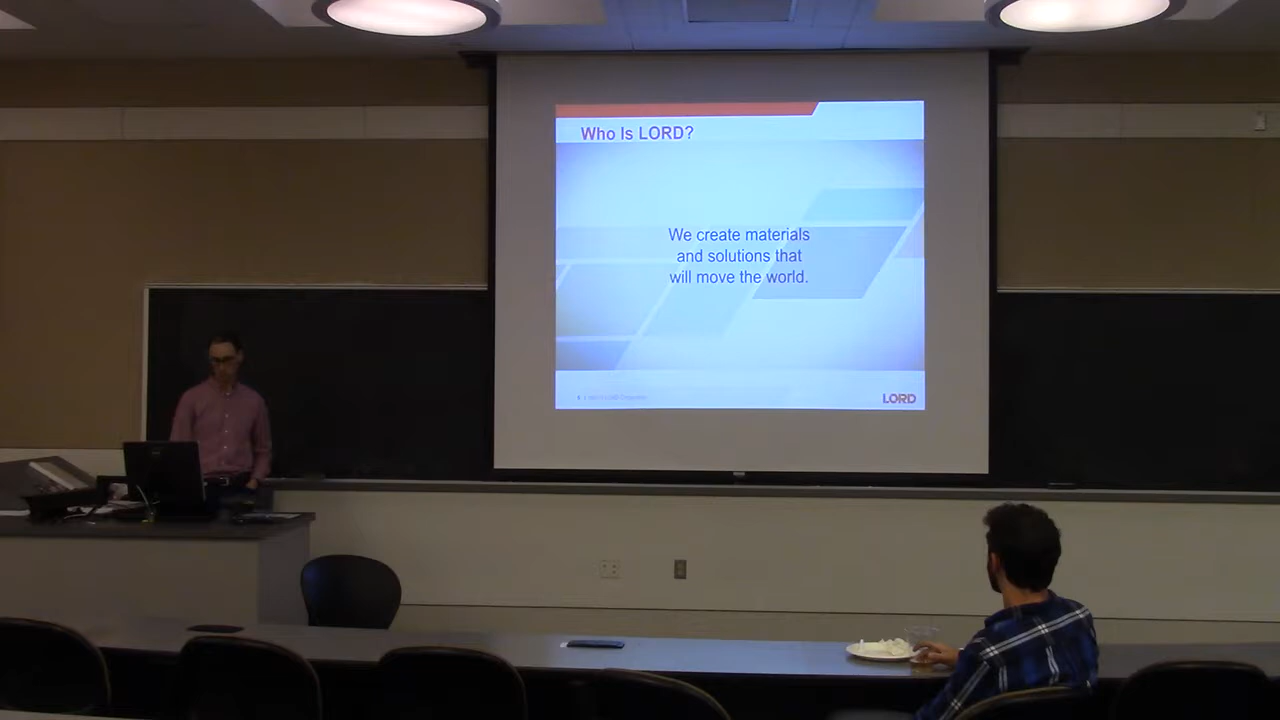 Who Is LORD?
We create materials
and solutions that
will move the world.
LORD